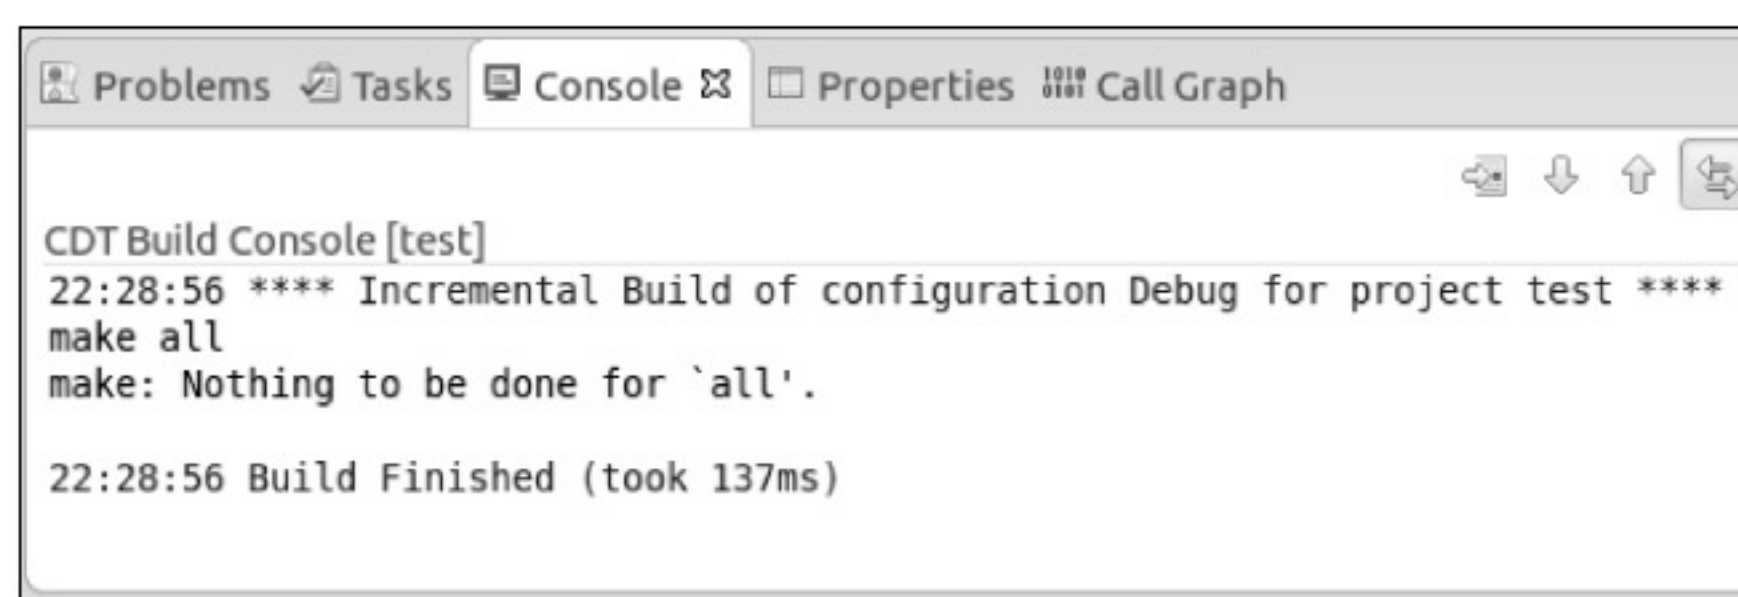 Problems Tasks Console Properties Call Graph
CDT Build Console [test]
22:28:56 **** Incremental Build of configuration Debug for project test ****
make all
make: Nothing to be done for `all'.
22:28:56 Build Finished (took 137ms)